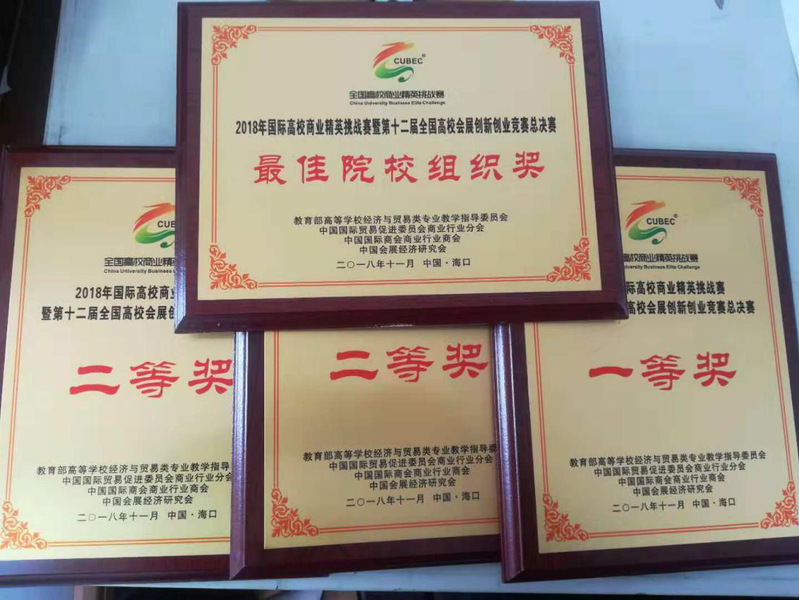 CUBEC®
全国高校商业精英挑战赛
China University Business Elite Challenge
2018年国际高校商业精英挑战赛暨第十二届全国高校会展创新创业竞赛总决赛
最佳院校组织奖
教育部高等学校经济与贸易类专业教学指导委员会
中国国际贸易促进委员会商业行业分会
中国国际商会商业行业商会
中国会展经济研究会
二〇一八年十一月 中国·海口
CUBEC
全国高校商业精英挑
China University Business
2018年国际高校商业精
暨第十二届全国高校会展创
二等奖
教育部高等学校经济与贸易类专业教学指导
中国国际贸易促进委员会商业行业分会
中国国际商会商业行业商会
中国会展经济研究会
二〇一八年十一月 中国·海口
二等奖
教育部高等学校经济与贸易类专业教学指导委员会
中国国际贸易促进委员会商业行业分会
中国国际商会商业行业商会
中国会展经济研究会
二〇一八年十一月 中国·海口
CUBEC®
全国高校商业精英挑战赛
University Business Elite Challenge
际高校商业精英挑战赛
高校会展创新创业竞赛总决赛
一等奖
教育部高等学校经济与贸易类专业教学指导委员会
中国国际贸易促进委员会商业行业分会
中国国际商会商业行业商会
中国会展经济研究会
二〇一八年十一月 中国·海口